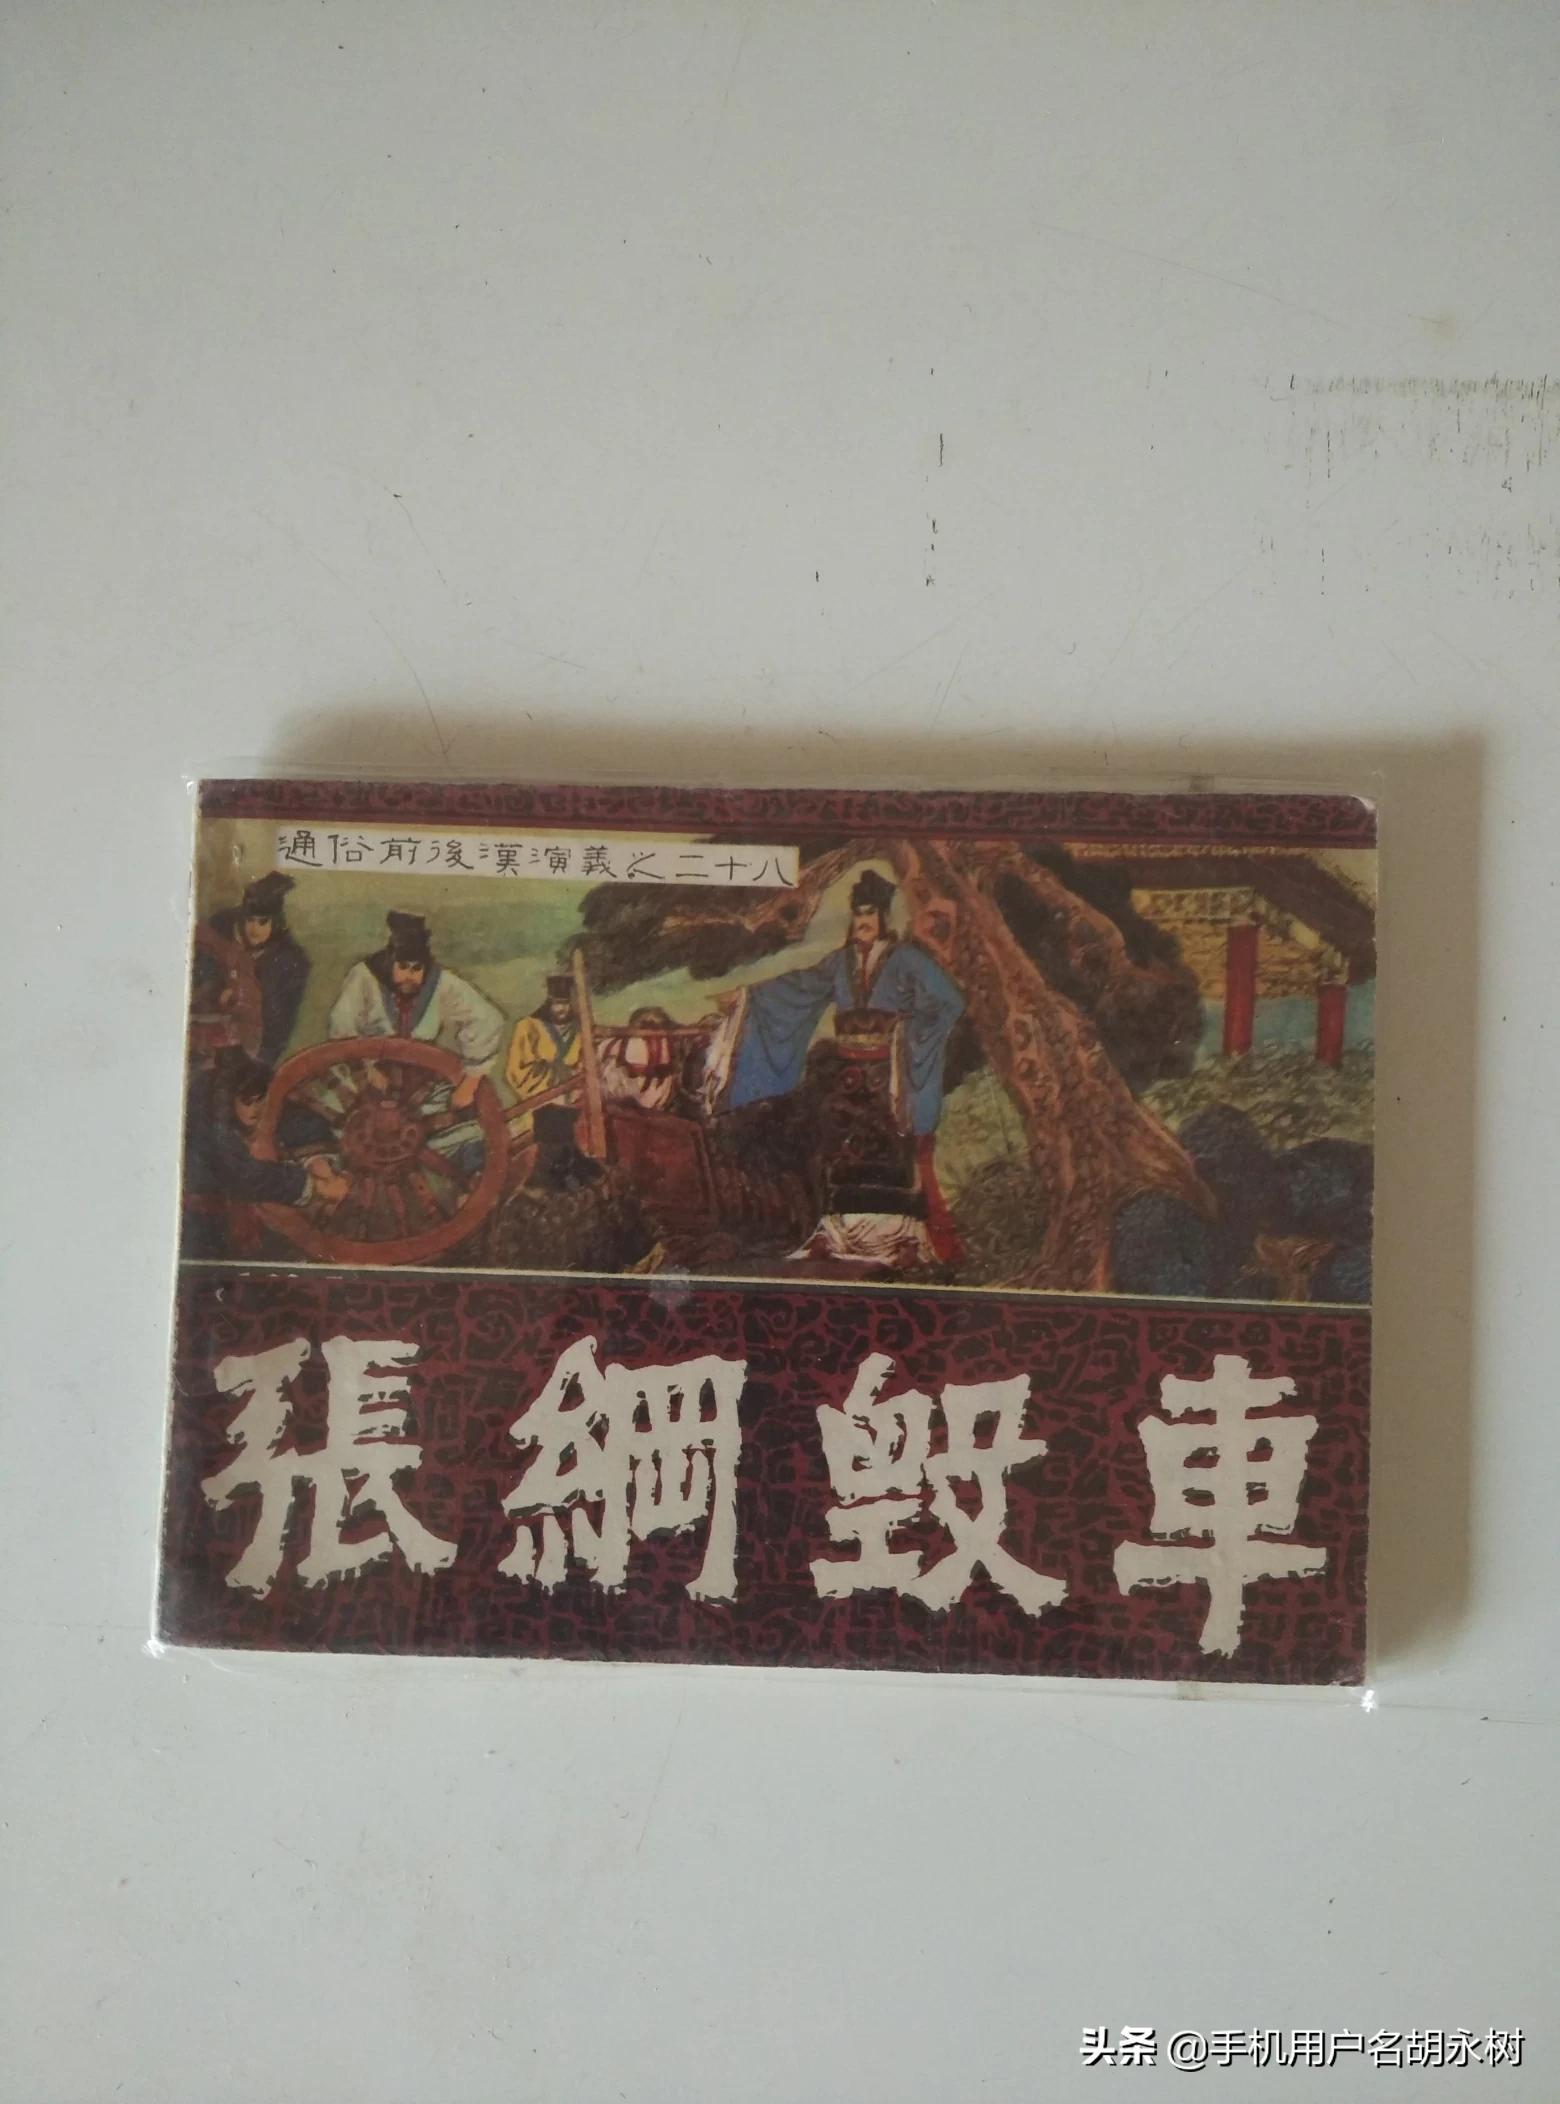 通俗前後漢演義之二十八
張綱毀車
头条 @手机用户名胡永树